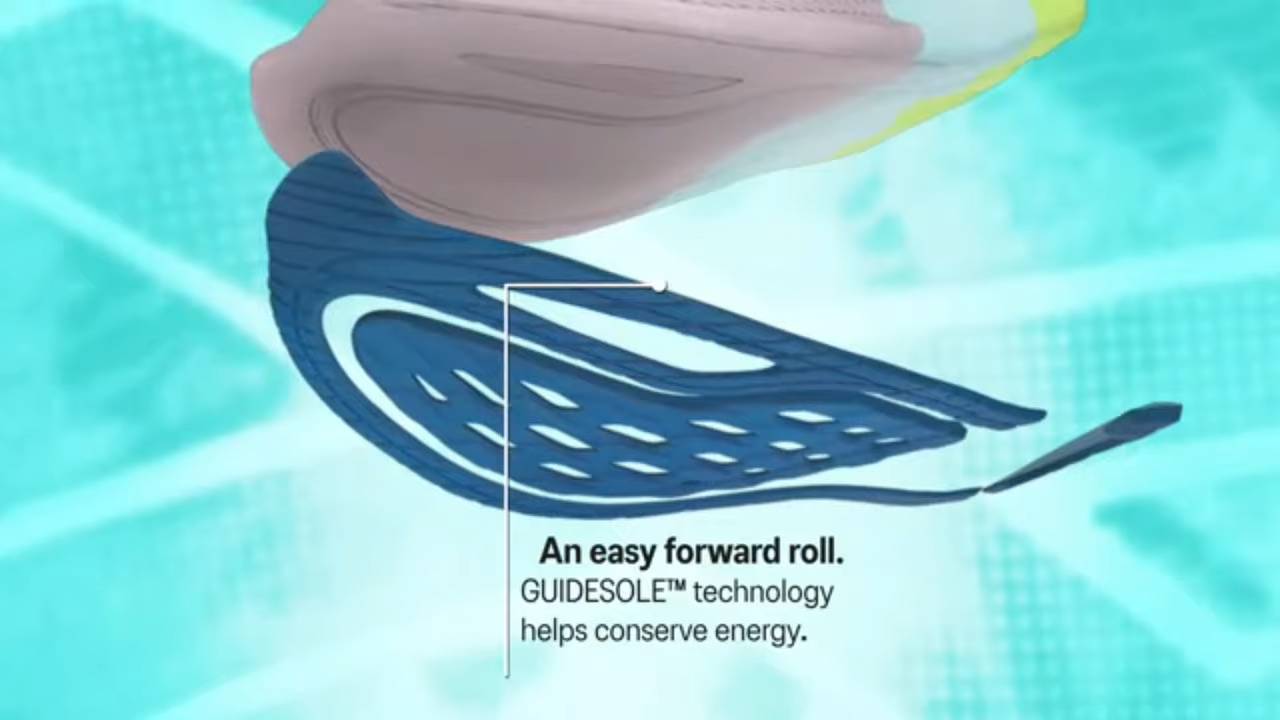 An easy forward roll.
GUIDESOLE™ technology
helps conserve energy.